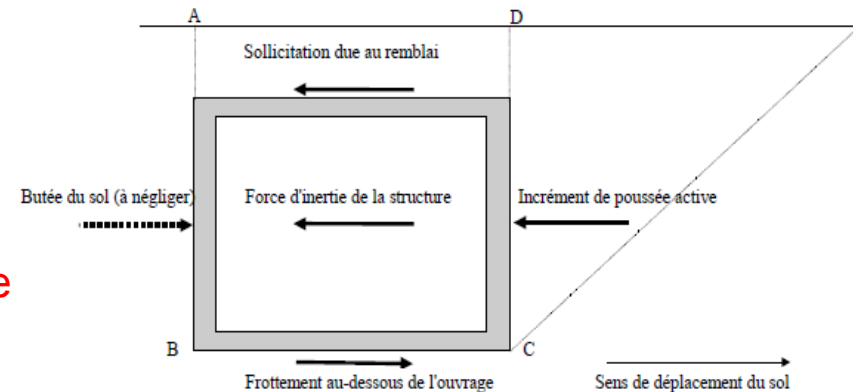 A D
Sollicitation due au remblai
Butée du sol (à négliger) Force d'inertie de la structure Incrément de poussée active
e
B C
Frottement au-dessous de l'ouvrage Sens de déplacement du sol